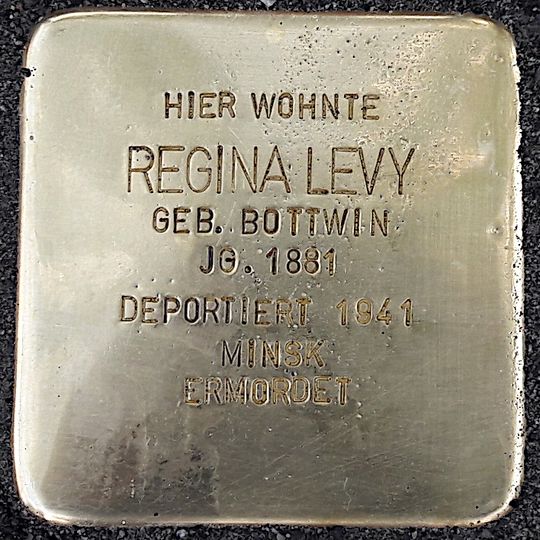 HIER WOHNTE
REGINA LEVY
GEB. BOTTWIN
JG. 1881
DEPORTIERT 1941
MINSK
ERMORDET